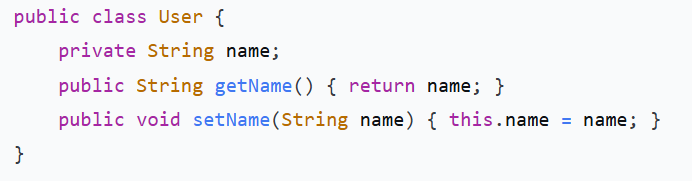 public class User {
    private String name;
    public String getName() { return name; }
    public void setName(String name) { this.name = name; }
}